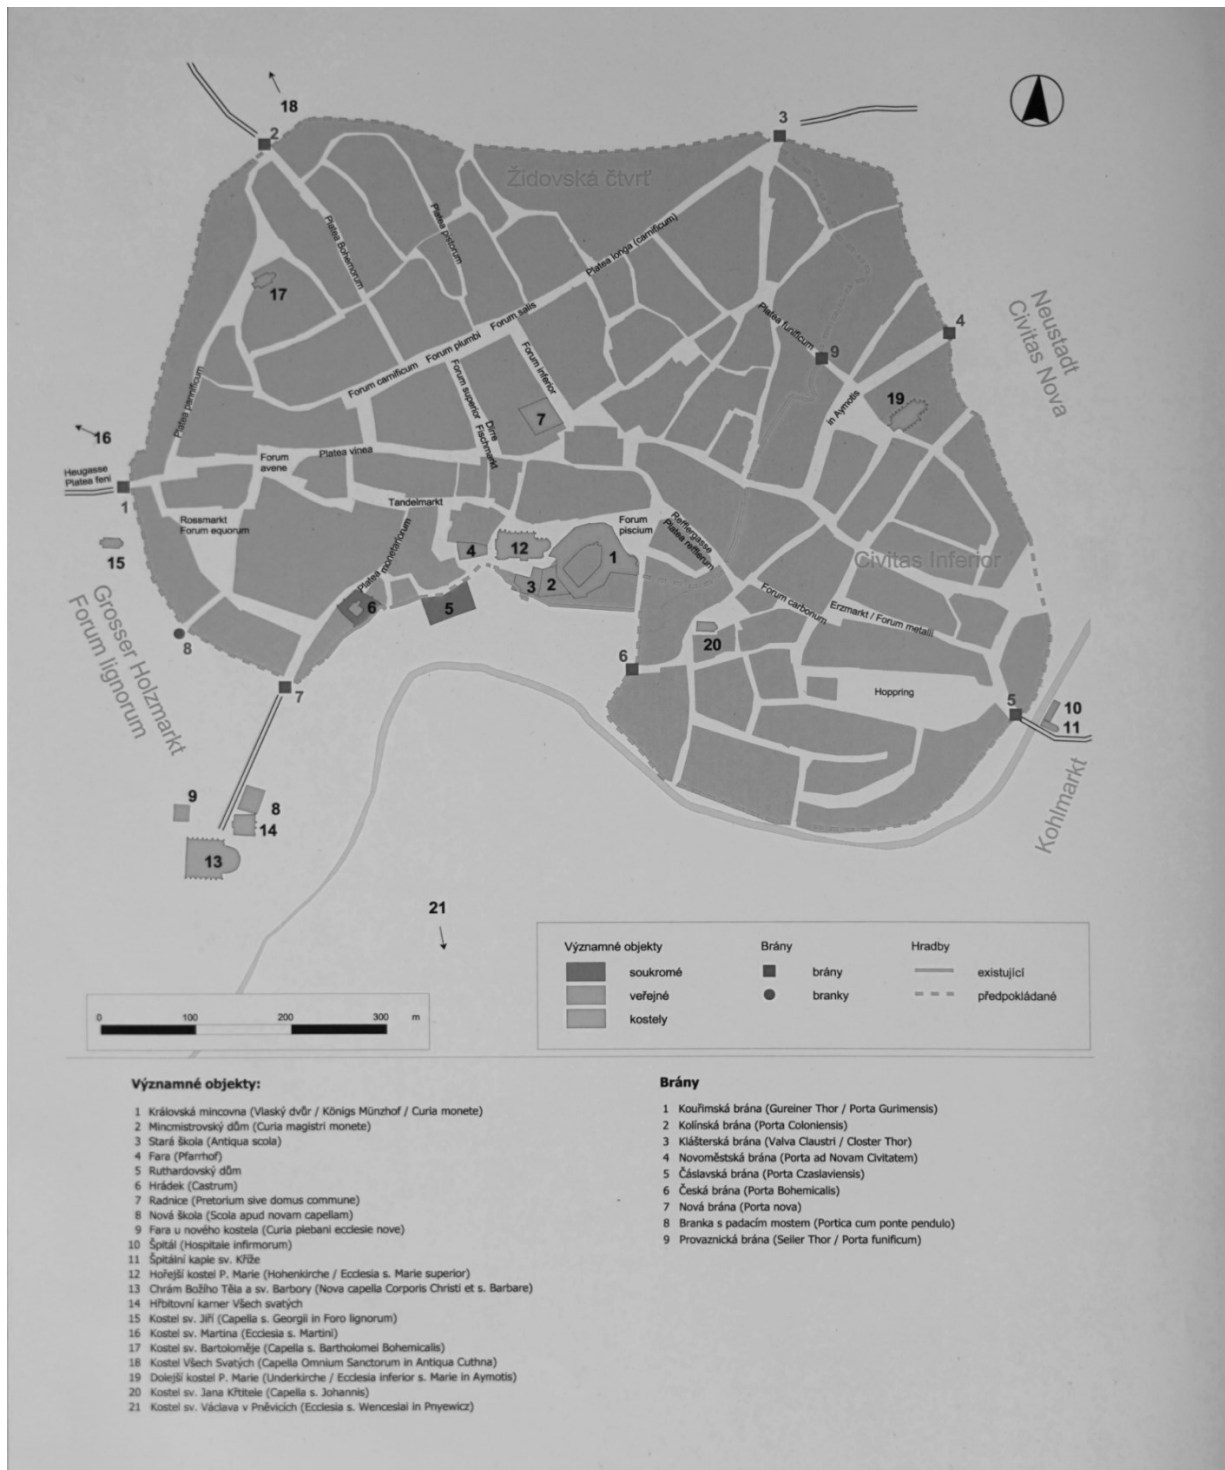 18
2
3
Židovská čtvrť
Platea Bohemorum
Platea pistorum
Platea longa (carnificum)
17
Forum salis
Forum plumbi
Forum carnificum
Platea funificum
4
Neustadt
Civitas Nova
9
Forum inferior
Forum superior
Dirre
Fischmarkt
7
in Aymotis
19
Platea pannificum
16
Heugasse
Platea feni
1
Forum
avene
Platea vinea
Tandelmarkt
Rossmarkt
Forum equorum
Platea monetariorum
Forum
piscium
Refflergasse
Platea refflerum
15
4
12
1
3
2
Civitas Inferior
6
5
Forum carbonum
Erzmarkt / Forum metalli
Grosser Holzmarkt
Forum lignorum
8
20
6
7
Hoppring
5
10
11
Kohlmarkt
9
8
14
13
21
Významné objekty
soukromé
veřejné
kostely
Brány
brány
branky
Hradby
existující
předpokládané
0 100 200 300 m
Významné objekty:
1 Královská mincovna (Vlaský dvůr / Königs Münzhof / Curia monete)
2 Mincmistrovský dům (Curia magistri monete)
3 Stará škola (Antiqua scola)
4 Fara (Pfarrhof)
5 Ruthardovský dům
6 Hrádek (Castrum)
7 Radnice (Pretorium sive domus commune)
8 Nová škola (Scola apud novam capellam)
9 Fara u nového kostela (Curia plebani ecclesie nove)
10 Špitál (Hospitale infirmorum)
11 Špitální kaple sv. Kříže
12 Hořejší kostel P. Marie (Hohenkirche / Ecclesia s. Marie superior)
13 Chrám Božího Těla a sv. Barbory (Nova capella Corporis Christi et s. Barbare)
14 Hřbitovní karner Všech svatých
15 Kostel sv. Jiří (Capella s. Georgii in Foro lignorum)
16 Kostel sv. Martina (Ecclesia s. Martini)
17 Kostel sv. Bartoloměje (Capella s. Bartholomei Bohemicalis)
18 Kostel Všech Svatých (Capella Omnium Sanctorum in Antiqua Cuthna)
19 Dolejší kostel P. Marie (Underkirche / Ecclesia inferior s. Marie in Aymotis)
20 Kostel sv. Jana Křtitele (Capella s. Johannis)
21 Kostel sv. Václava v Pněvicích (Ecclesia s. Wenceslai in Pnyewicz)
Brány
1 Kouřimská brána (Gureiner Thor / Porta Gurimensis)
2 Kolínská brána (Porta Coloniensis)
3 Klášterská brána (Valva Claustri / Closter Thor)
4 Novoměstská brána (Porta ad Novam Civitatem)
5 Čáslavská brána (Porta Czaslaviensis)
6 Česká brána (Porta Bohemicalis)
7 Nová brána (Porta nova)
8 Branka s padacím mostem (Portica cum ponte pendulo)
9 Provaznická brána (Seiler Thor / Porta funificum)